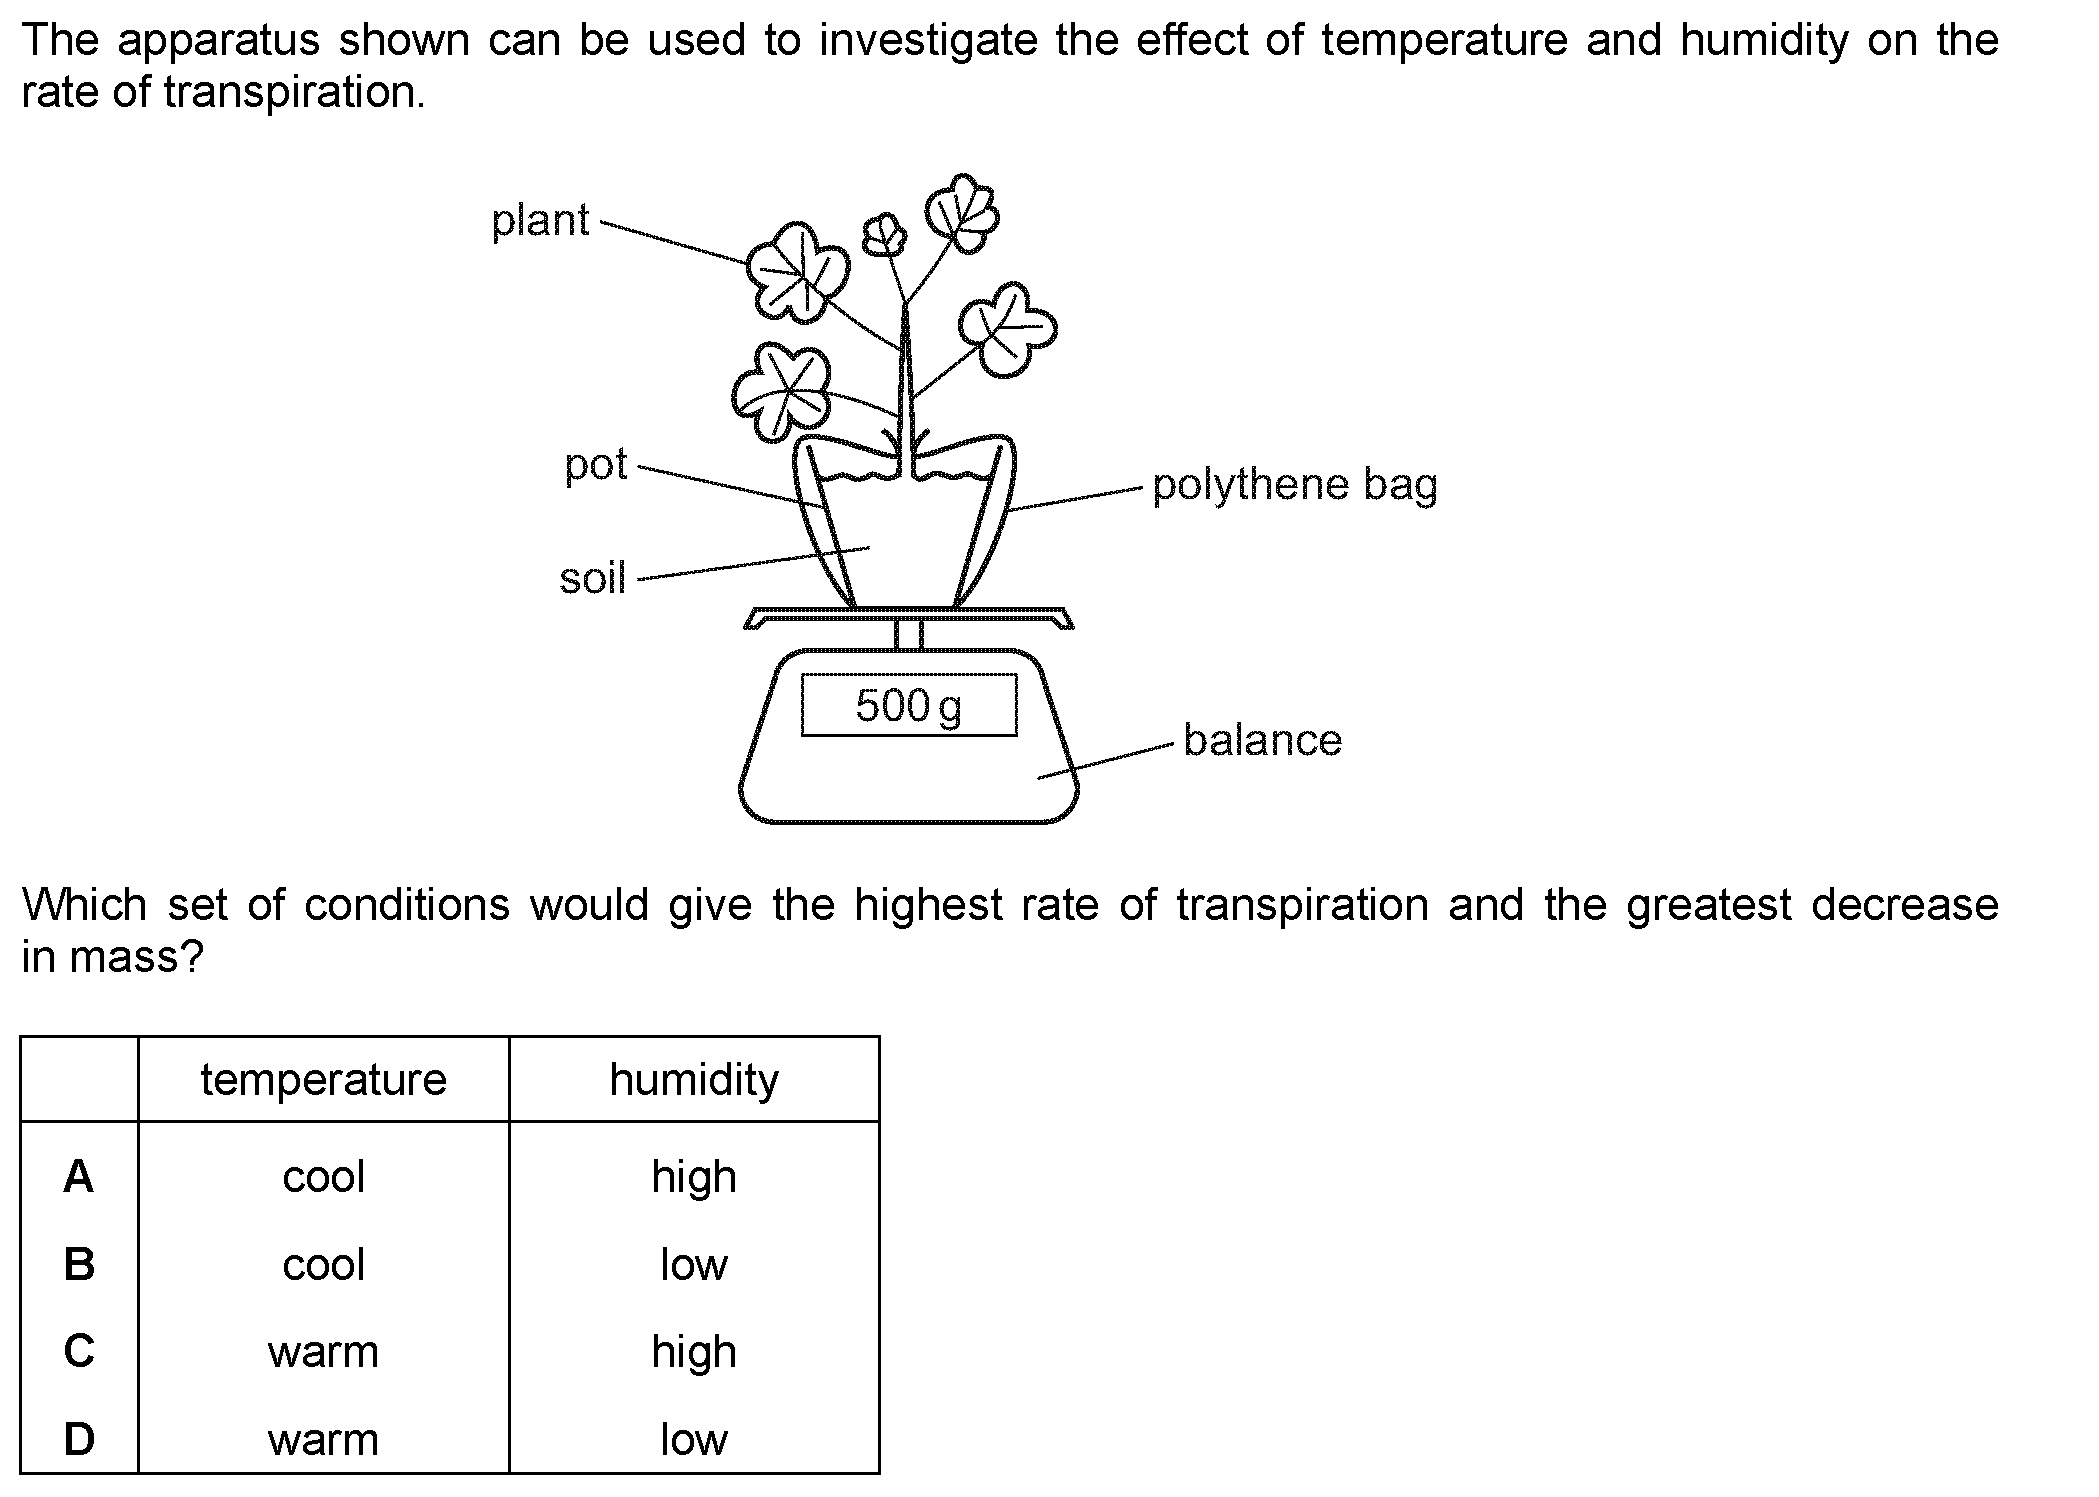 The apparatus shown can be used to investigate the effect of temperature and humidity on the
rate of transpiration.
plant
pot
polythene bag
soil
500 g
balance
Which set of conditions would give the highest rate of transpiration and the greatest decrease
in mass?
temperature humidity
A cool high
B cool low
C warm high
D warm low